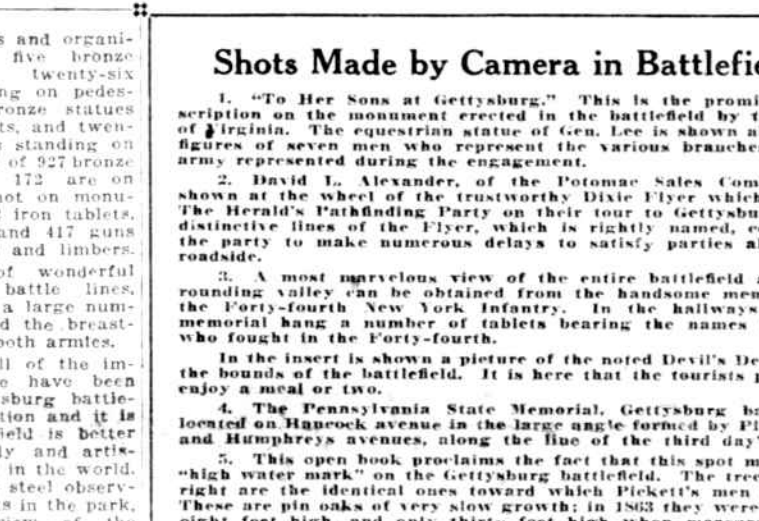 s and organi-
five bronze
twenty-six
ng on pedes-
ronze statues
ts, and twen-
standing on
of 927 bronze
172 are on
not on monu-
iron tablets,
and 417 guns
and limbers.
of wonderful
battle lines,
a large num-
d the breast-
both armies.
ll of the im-
e have been
sburg battle-
tion and it is
field is better
ly and artis-
in the world.
steel observ-
s in the park,
Shots Made by Camera in Battlefie
1. "To Her Sons at Gettysburg." This is the promi
scription on the monument erected in the battlefield by t
of Virginia. The equestrian statue of Gen. Lee is shown a
figures of seven men who represent the various branches
army represented during the engagement.
2. David L. Alexander, of the Potomac Sales Com
shown at the wheel of the trustworthy Dixie Flyer which
The Herald's Pathfinding Party on their tour to Gettysbu
distinctive lines of the Flyer, which is rightly named, c
the party to make numerous delays to satisfy parties al
roadside.
3. A most marvelous view of the entire battlefield a
rounding valley can be obtained from the handsome mem
the Forty-fourth New York Infantry. In the hallways
memorial hang a number of tablets bearing the names
who fought in the Forty-fourth.
In the insert is shown a picture of the noted Devil's De
the bounds of the battlefield. It is here that the tourists p
enjoy a meal or two.
4. The Pennsylvania State Memorial, Gettysburg ba
located on Hancock avenue in the large angle formed by Pl
and Humphreys avenues, along the line of the third day'
5. This open book proclaims the fact that this spot m
"high water mark" on the Gettysburg battlefield. The tree
right are the identical ones toward which Pickett's men
These are pin oaks of very slow growth; in 1863 they were